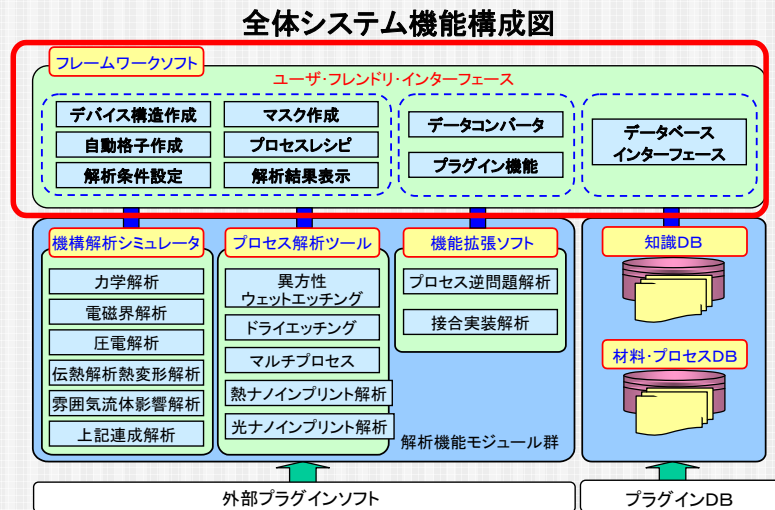 全体システム機能構成図
フレームワークソフト
ユーザ・フレンドリ・インターフェース
デバイス構造作成
マスク作成
自動格子作成
プロセスレシピ
解析条件設定
解析結果表示
データコンバータ
プラグイン機能
データベース
インターフェース
機構解析シミュレータ
力学解析
電磁界解析
圧電解析
伝熱解析熱変形解析
雰囲気流体影響解析
上記連成解析
プロセス解析ツール
異方性
ウェットエッチング
ドライエッチング
マルチプロセス
熱ナノインプリント解析
光ナノインプリント解析
機能拡張ソフト
プロセス逆問題解析
接合実装解析
解析機能モジュール群
知識DB
材料・プロセスDB
外部プラグインソフト
プラグインDB